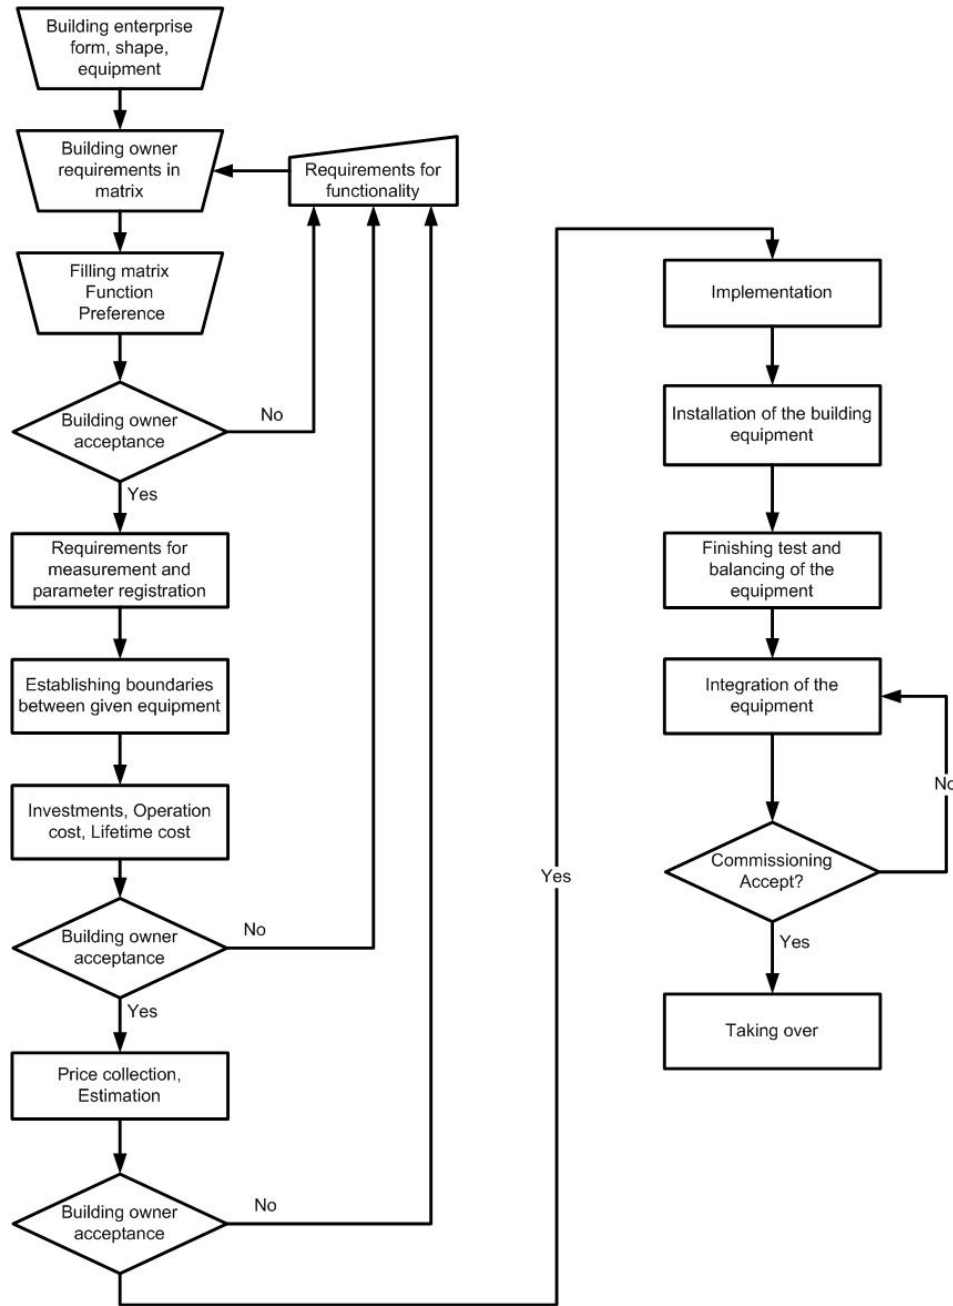 Building enterprise
form, shape,
equipment
Building owner
requirements in
matrix
Requirements for
functionality
Filling matrix
Function
Preference
Building owner
acceptance
No
Yes
Requirements for
measurement and
parameter registration
Establishing boundaries
between given equipment
Investments, Operation
cost, Lifetime cost
Building owner
acceptance
No
Yes
Price collection,
Estimation
Building owner
acceptance
No
Yes
Implementation
Installation of the building
equipment
Finishing test and
balancing of the
equipment
Integration of the
equipment
No
Commissioning
Accept?
Yes
Taking over